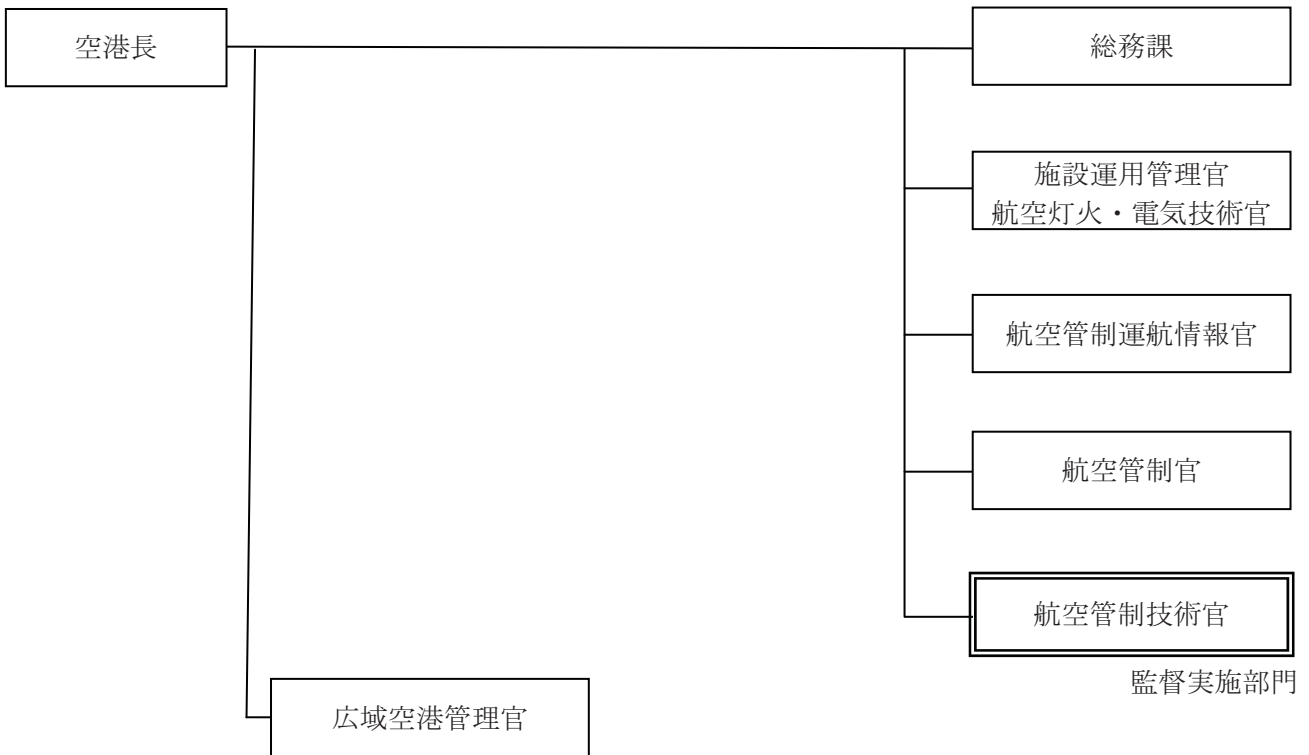 空港長
総務課
施設運用管理官
航空灯火・電気技術官
航空管制運航情報官
航空管制官
航空管制技術官
監督実施部門
広域空港管理官